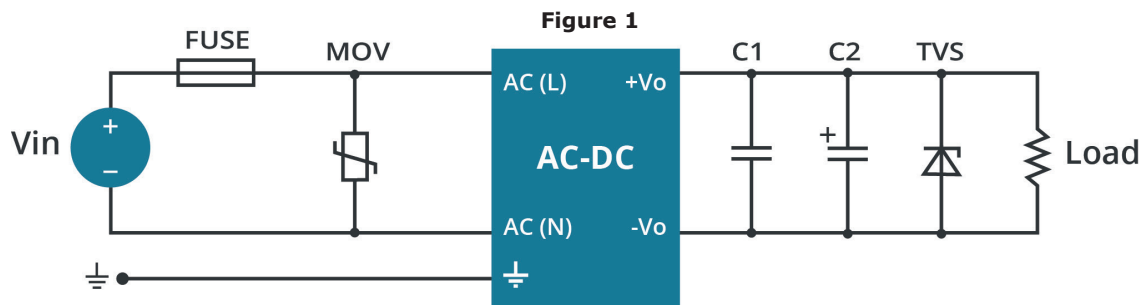 Figure 1
FUSE
MOV
C1
C2
TVS
AC (L)
+Vo
+
Vin
–
AC-DC
+
Load
AC (N)
-Vo